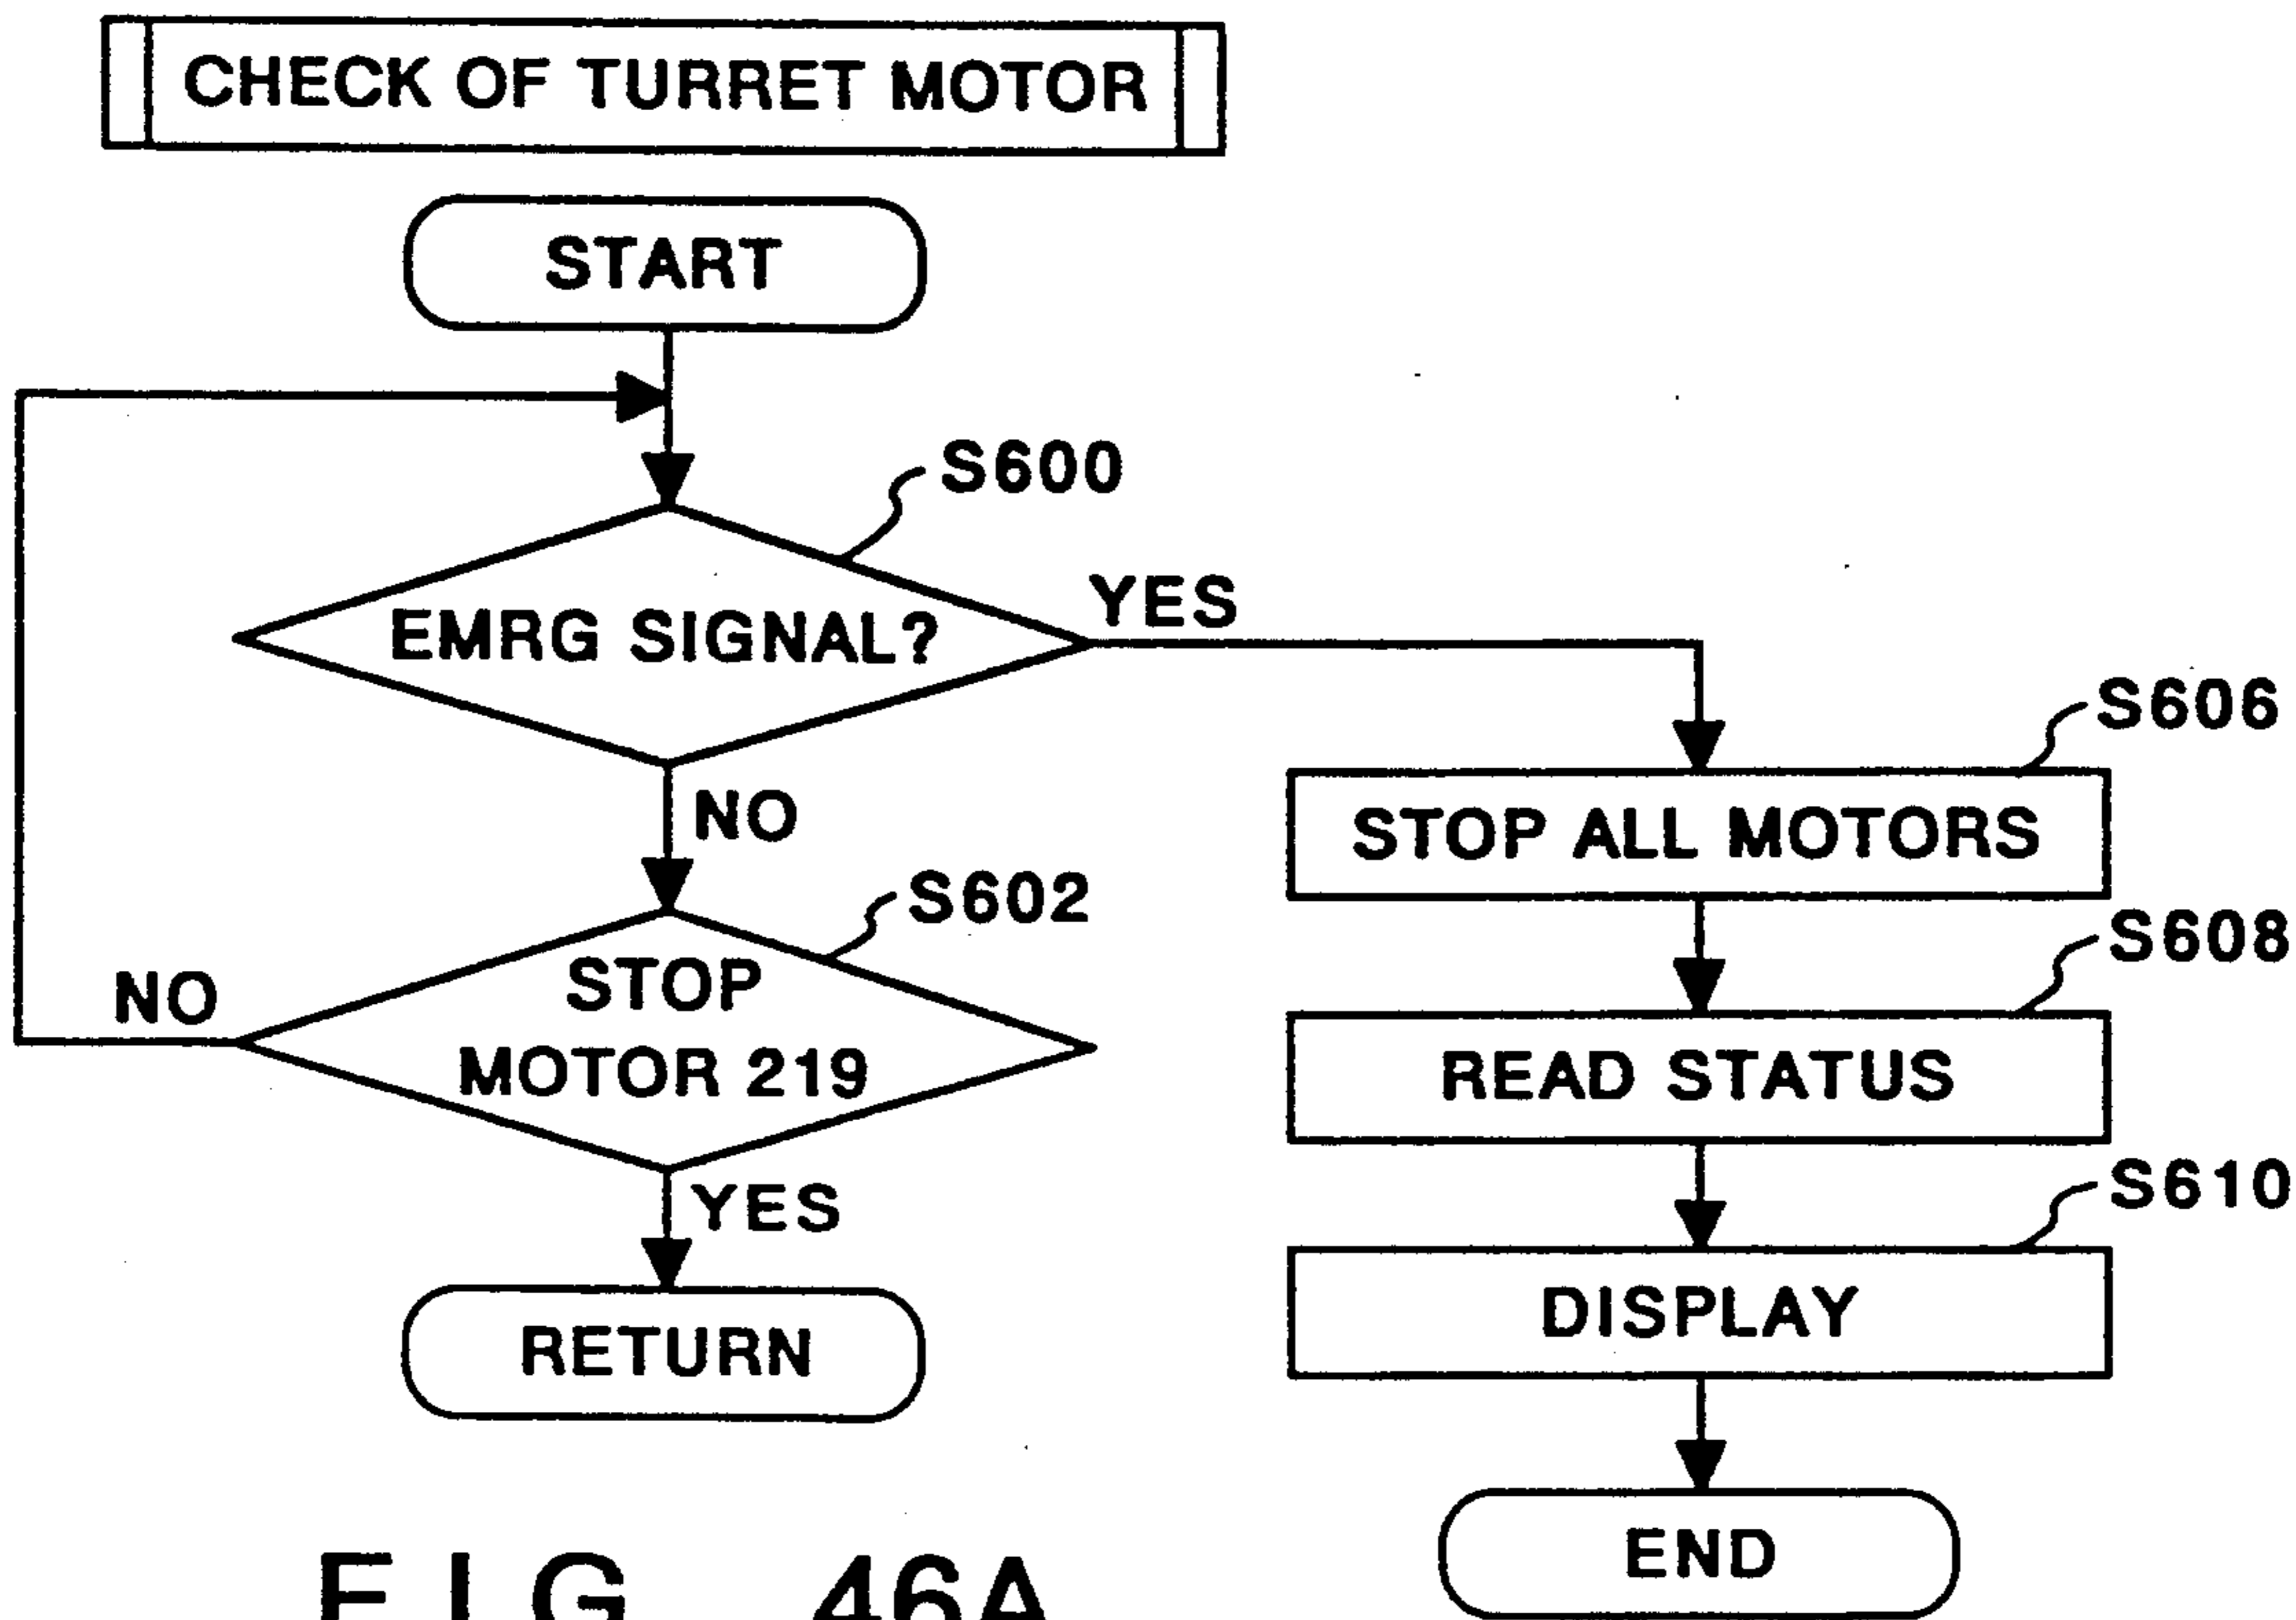 CHECK OF TURRET MOTOR
START
S600
EMRG SIGNAL?
YES
NO
S602
STOP
MOTOR 219
NO
YES
RETURN
S606
STOP ALL MOTORS
S608
READ STATUS
S610
DISPLAY
END
FIG. 46A